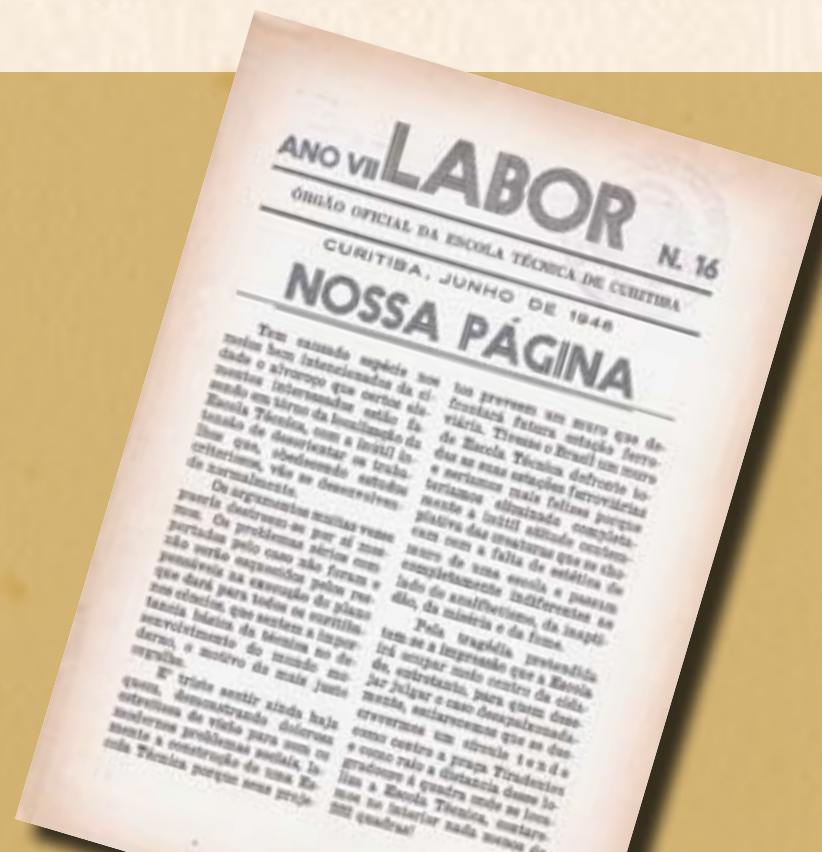 ANO VII LABOR N. 16
ÓRGÃO OFICIAL DA ESCOLA TÉCNICA DE CURITIBA
CURITIBA, JUNHO DE 1946
NOSSA PÁGINA
Tem causado espécie nos
meios bem intencionados da ci-
dade o alvoroço que certos ele-
mentos interessados estão fa-
zendo em tôrno da localização da
Escola Técnica, com a inútil in-
tensão de desorientar os traba-
lhos que, obedecendo estudos
criteriosos, vão se desenvolven
do normalmente.
Os argumentos muitas vezes
pueris destroem-se por si mes-
mos. Os problemas sérios com
portados pelo caso não foram e
não serão esquecidos pelos res
ponsáveis na execução do plano
que dará para todos os curitiba-
nos cônscios, que sentem a impor
tancia básica da técnica no de-
senvolvimento do mundo mo-
derno, o motivo do mais justo
orgulho.
E' triste sentir ainda haja
quem, demonstrando dolorosa
estreiteza de visão para com os
modernos problemas sociais, la-
mente a construção de uma Es-
cola Técnica porque seus proje-
tos preveem um muro que de-
frontará futura estação ferro-
viária. Tivesse o Brasil um muro
de Escola Técnica defronte to-
das as suas estações ferroviárias
e seriamos mais felizes porque
teriamos eliminado completa-
mente a inútil atitude contem-
plativa das creaturas que se cho
cam com a falta de estética do
muro de uma escola e passam
completamente indiferentes ao
lado do analfabetismo, da inapti-
dão, da miséria e da fome.
Pela tragédia pretendida
tem-se a impressão que a Escola
irá ocupar meio centro da cida-
de, entretanto, para quem dese-
jar julgar o caso desapaixonada-
mente, esclarecemos que se des-
crevermos um círculo tendo
como centro a praça Tiradentes
e como raio a distancia desse lo-
gradouro á quadra onde se loca-
liza a Escola Técnica, contare-
mos no interior nada menos de
quadras!